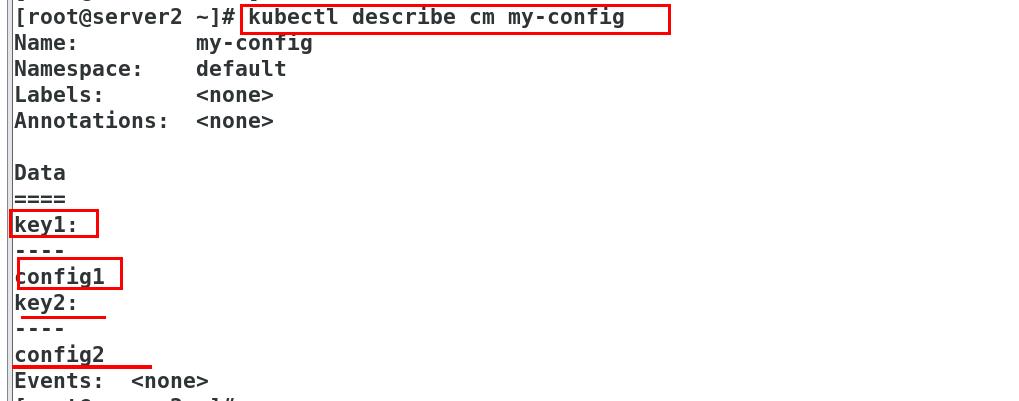 [root@server2 ~]# kubectl describe cm my-config
Name:         my-config
Namespace:    default
Labels:       <none>
Annotations:  <none>
Data
====
key1:
----
config1
key2:
----
config2
Events:  <none>